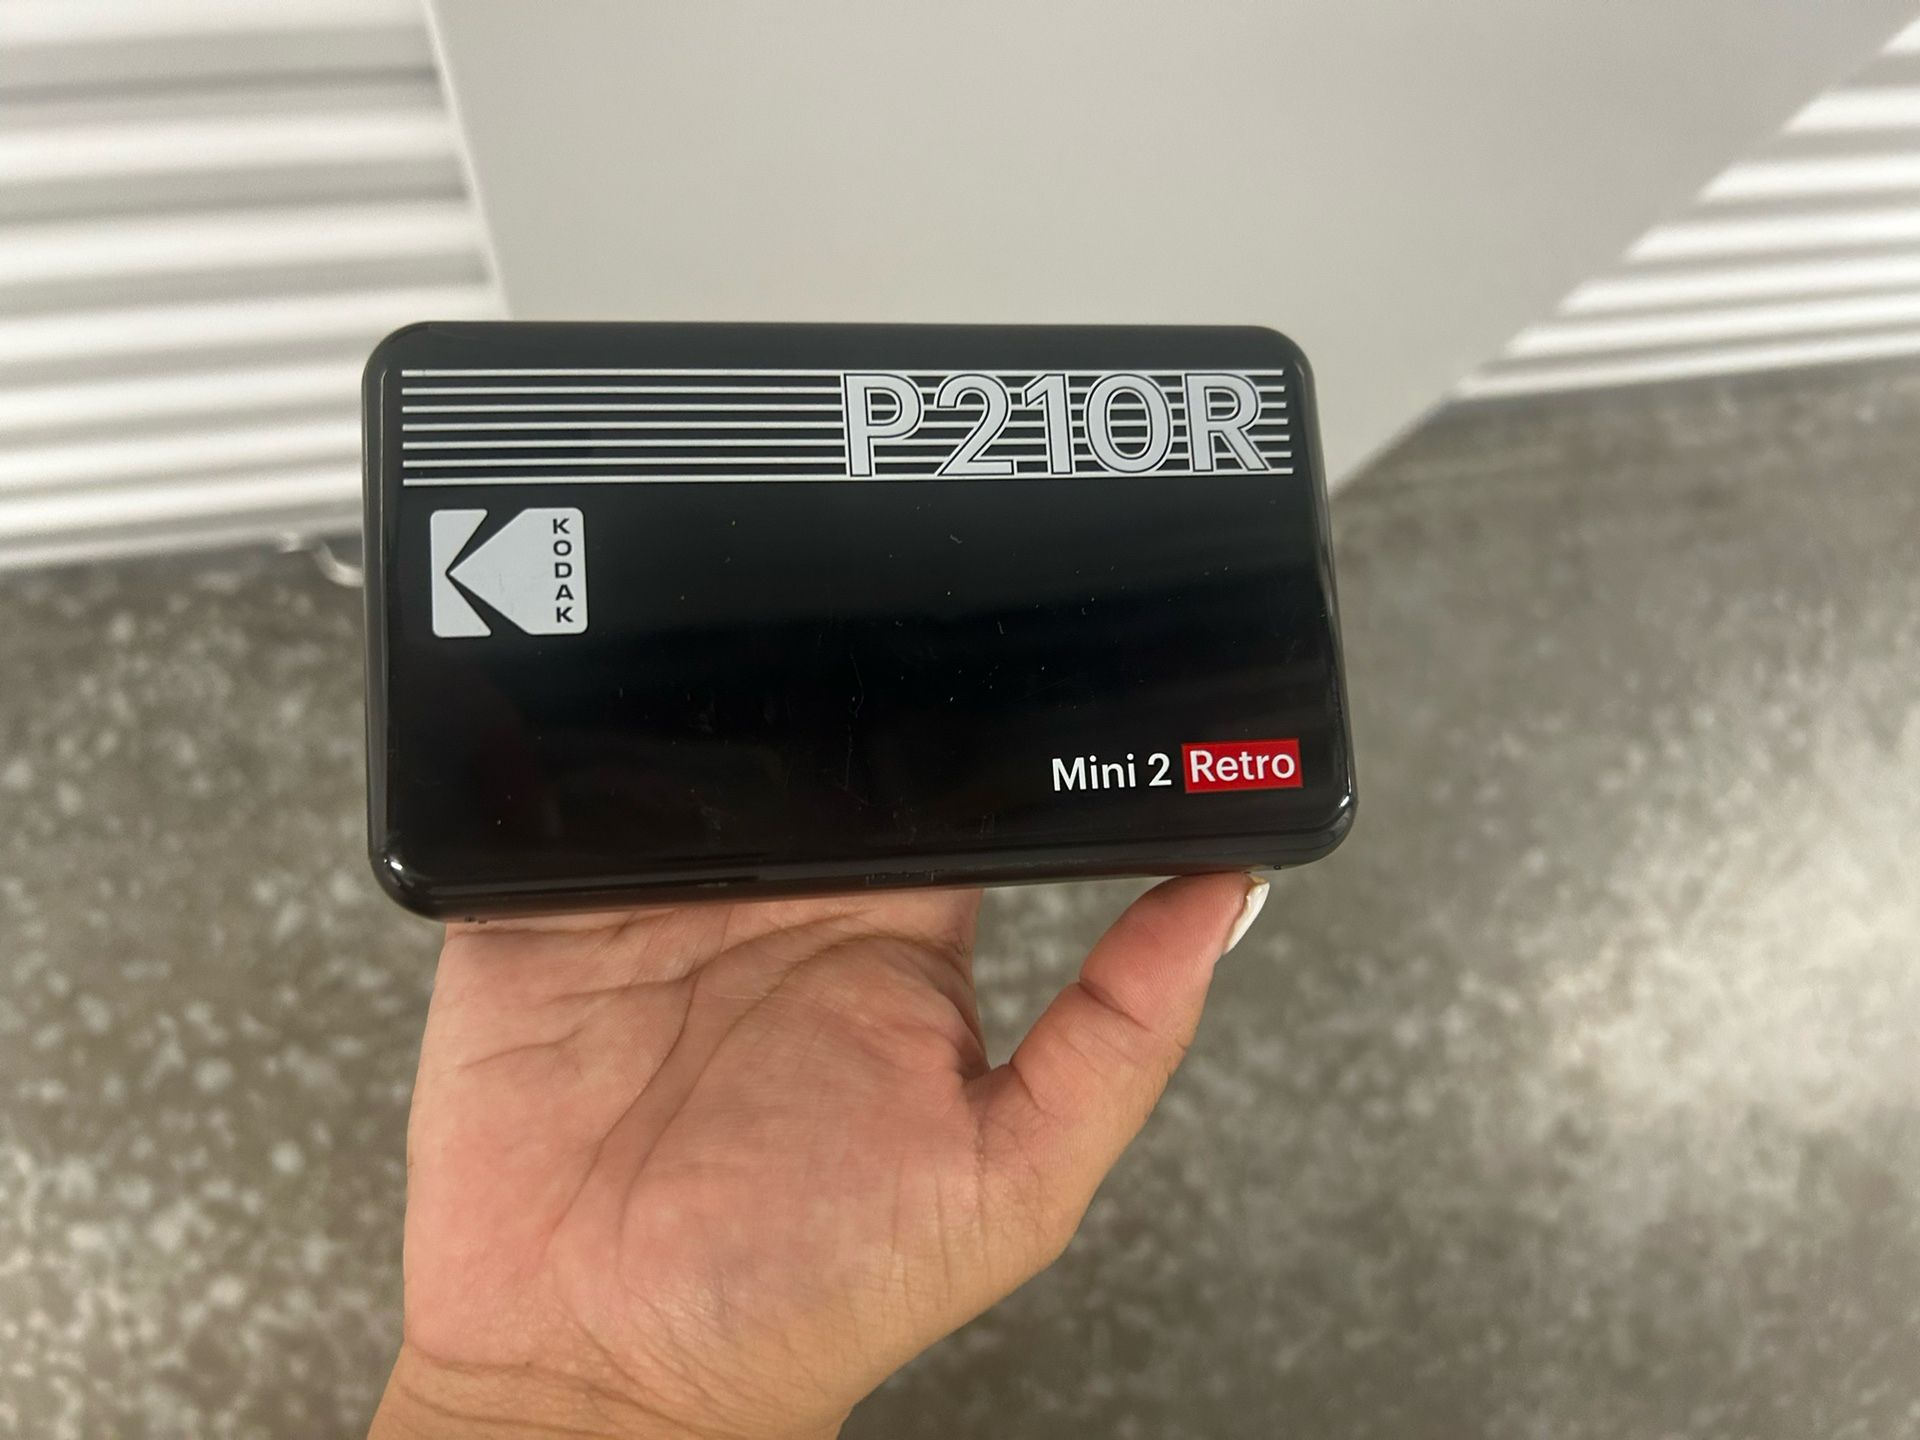 P210R
KODAK
Mini 2 Retro